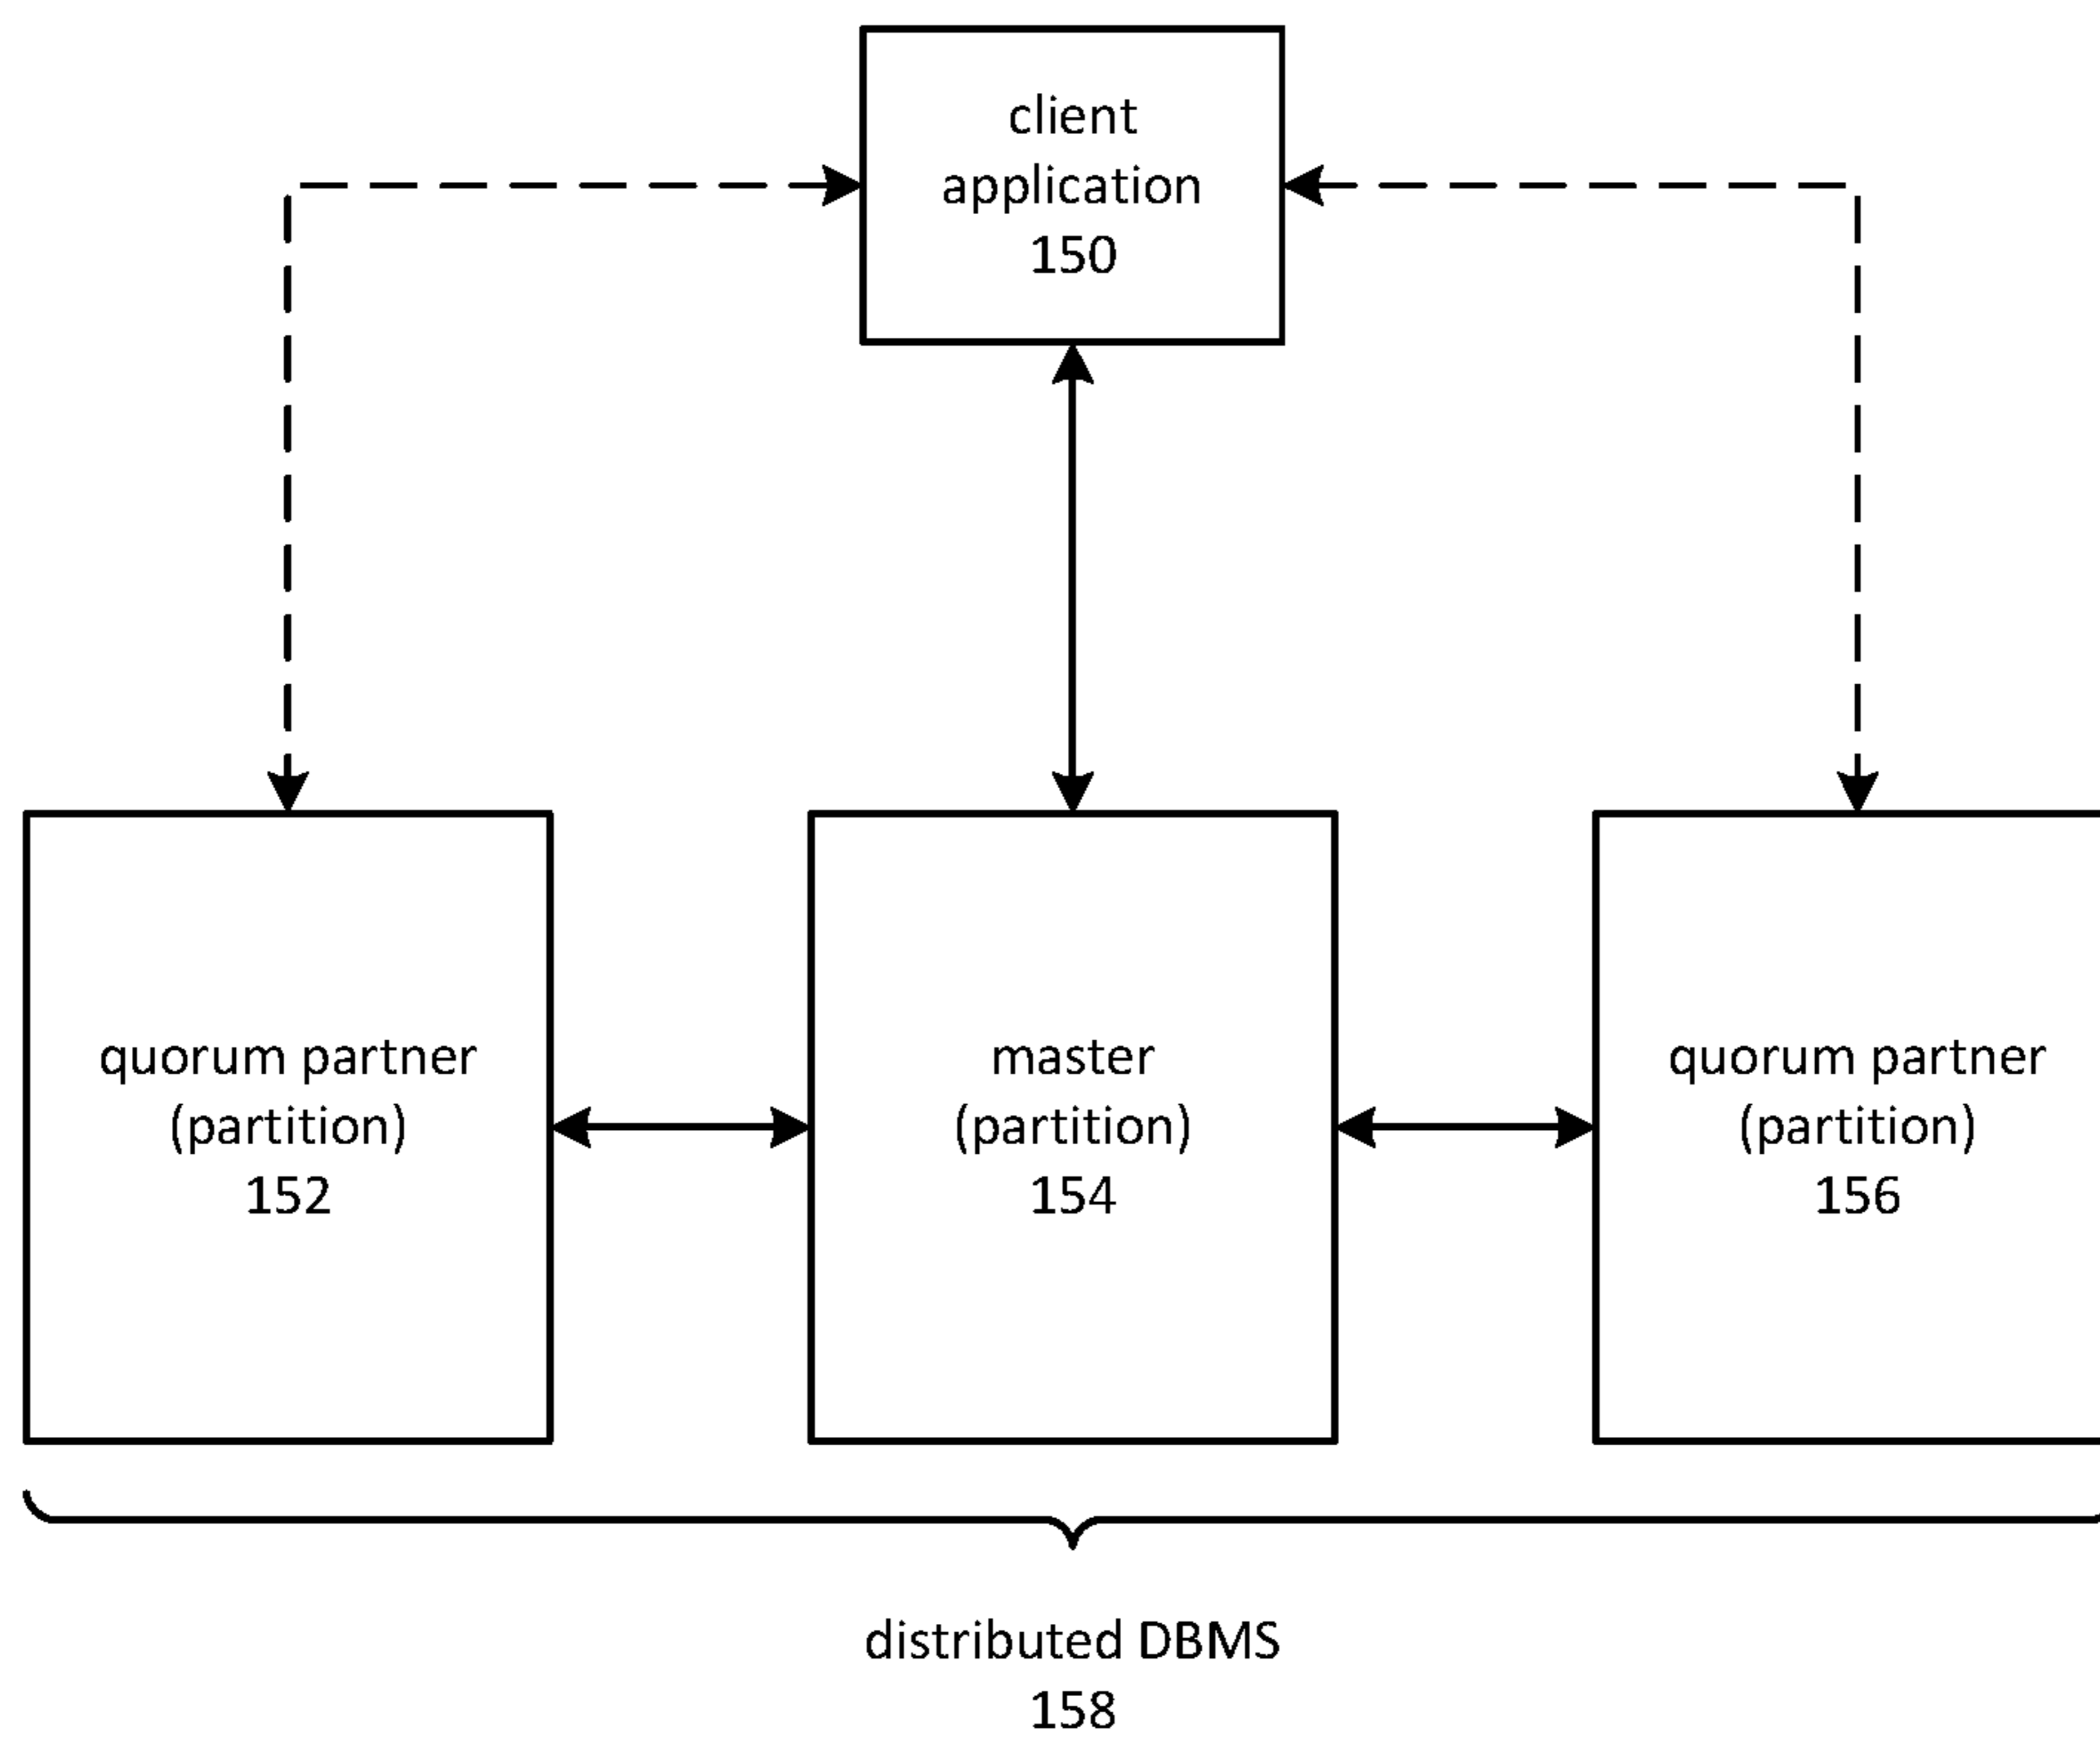 client
application
150
quorum partner
(partition)
152
master
(partition)
154
quorum partner
(partition)
156
distributed DBMS
158